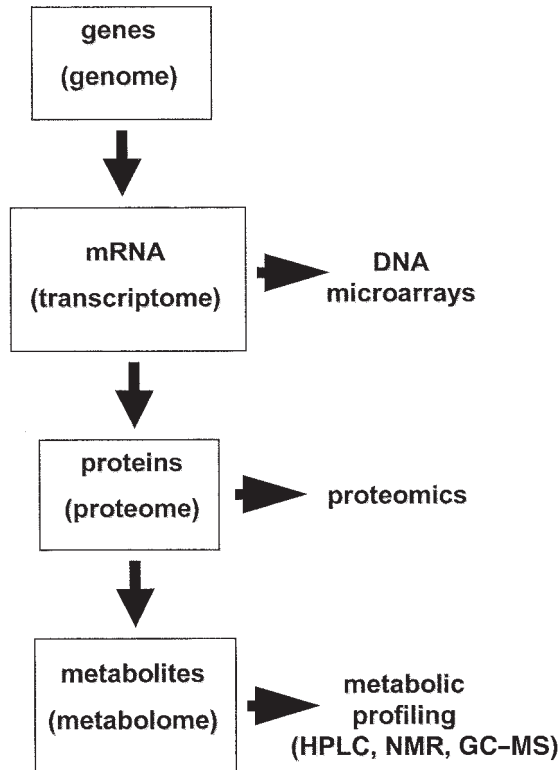 genes
(genome)
mRNA
(transcriptome)
DNA
microarrays
proteins
(proteome)
proteomics
metabolites
(metabolome)
metabolic
profiling
(HPLC, NMR, GC–MS)